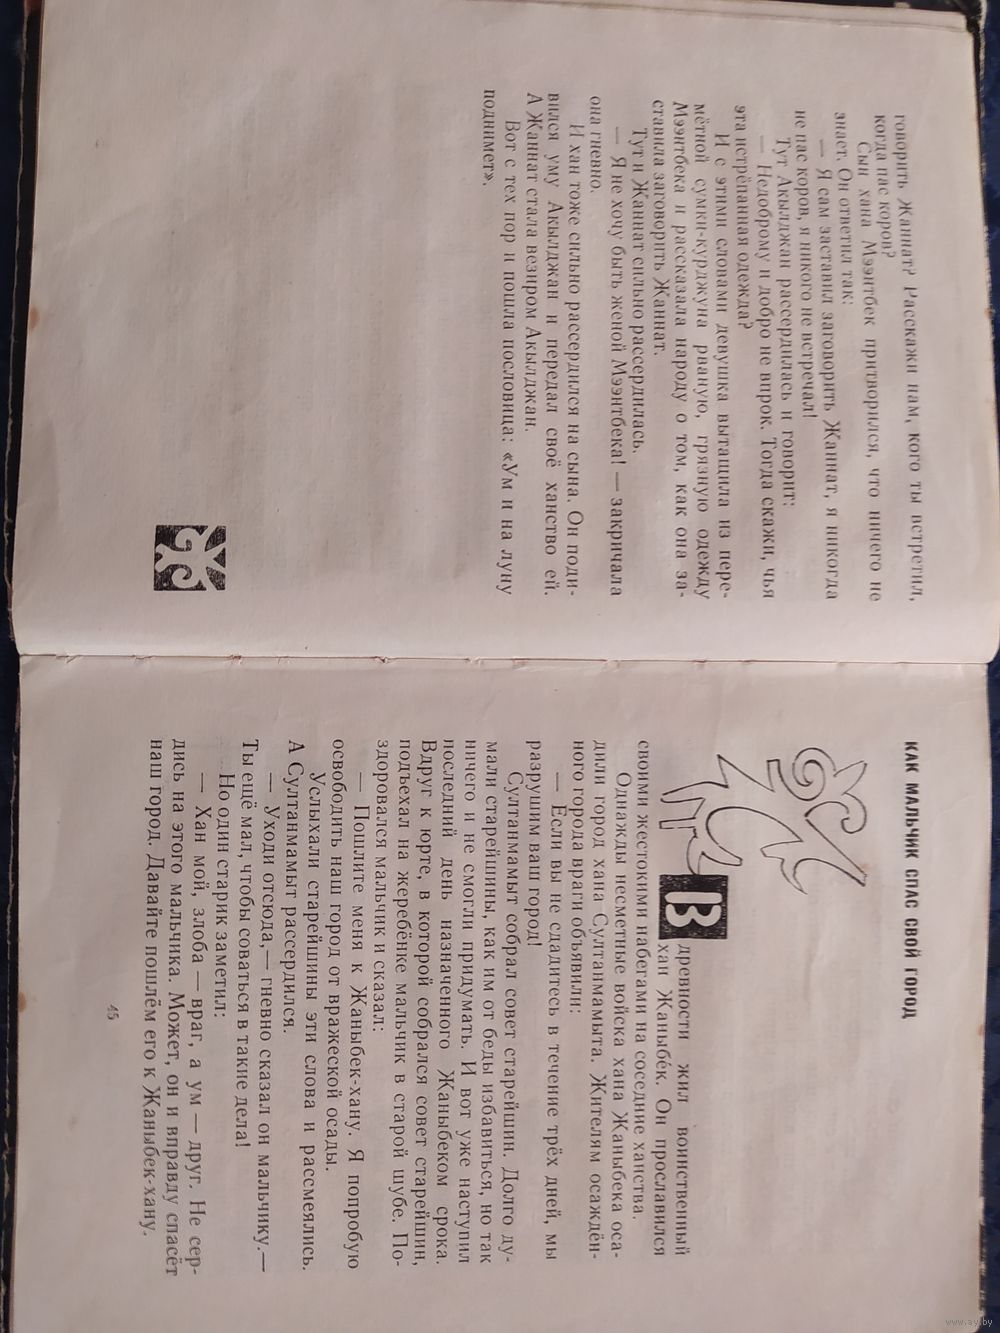 говорить Жаннат? Расскажи нам, кого ты встретил,
когда пас коров?
Сын хана Мээнтбек притворился, что ничего не
знает. Он ответил так:
— Я сам заставил заговорить Жаннат, я никогда
не пас коров, я никого не встречал!
Тут Акылджан рассердилась и говорит:
— Недоброму и добро не впрок. Тогда скажи, чья
эта истрёпанная одежда?
И с этими словами девушка вытащила из пере-
мётной сумки-курджуна рваную, грязную одежду
Мээнтбека и рассказала народу о том, как она за-
ставила заговорить Жаннат.
Тут и Жаннат сильно рассердилась.
— Я не хочу быть женой Мээнтбека! — закричала
она гневно.
И хан тоже сильно рассердился на сына. Он поди-
вился уму Акылджан и передал своё ханство ей.
А Жаннат стала везиром Акылджан.
Вот с тех пор и пошла пословица: «Ум и на луну
поднимет».
КАК МАЛЬЧИК СПАС СВОЙ ГОРОД
В древности жил воинственный
хан Жаныбек. Он прославился
своими жестокими набегами на соседние ханства.
Однажды несметные войска хана Жаныбека оса-
дили город хана Султанмамыта. Жителям осаждён-
ного города враги объявили:
— Если вы не сдадитесь в течение трёх дней, мы
разрушим ваш город!
Султанмамыт собрал совет старейшин. Долго ду-
мали старейшины, как им от беды избавиться, но так
ничего и не смогли придумать. И вот уже наступил
последний день назначенного Жаныбеком срока.
Вдруг к юрте, в которой собрался совет старейшин,
подъехал на жеребёнке мальчик в старой шубе. По-
здоровался мальчик и сказал:
— Пошлите меня к Жаныбек-хану. Я попробую
освободить наш город от вражеской осады.
Услыхали старейшины эти слова и рассмеялись.
А Султанмамыт рассердился.
— Уходи отсюда,— гневно сказал он мальчику.—
Ты ещё мал, чтобы соваться в такие дела!
Но один старик заметил:
— Хан мой, злоба — враг, а ум — друг. Не сер-
дись на этого мальчика. Может, он и вправду спасёт
наш город. Давайте пошлём его к Жаныбек-хану.
45
www.ay.by